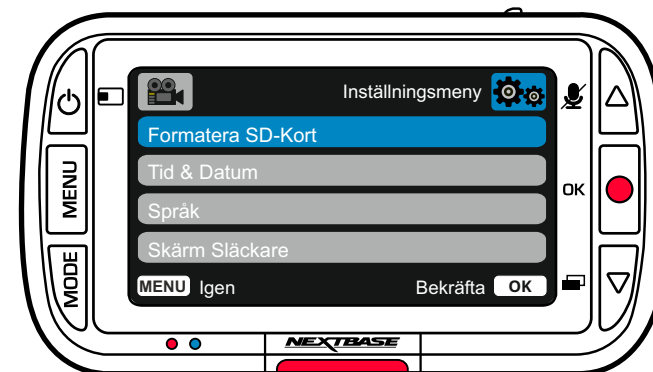 Inställningsmeny
Formatera SD-Kort
Tid & Datum
Språk
Skärm Släckare
MENU Igen Bekräfta OK
MENU
MODE
OK
NEXTBASE